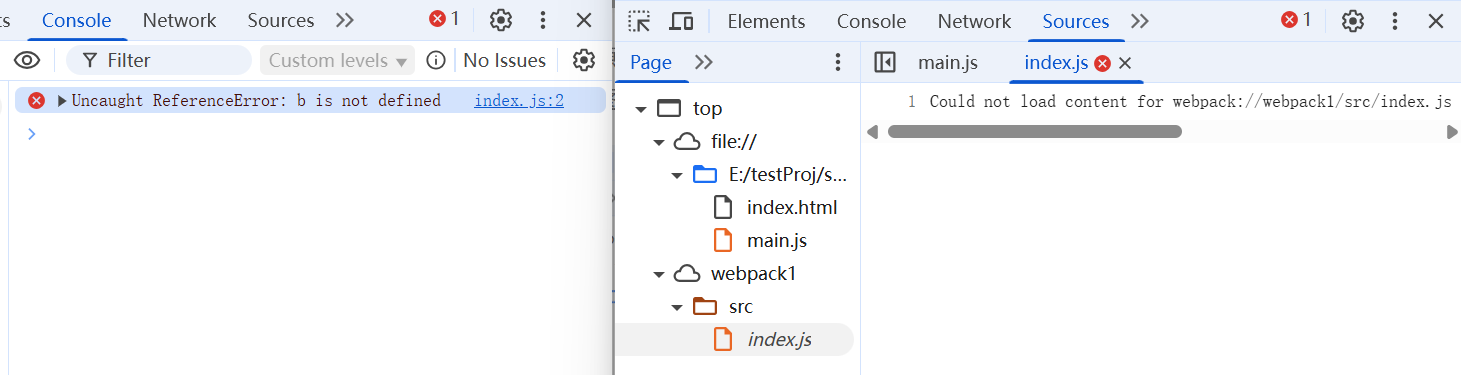 ts Console Network Sources 1
Filter Custom levels No Issues
Uncaught ReferenceError: b is not defined index.js:2
Elements Console Network Sources 1
Page
top
file://
E:/testProj/s...
index.html
main.js
webpack1
src
index.js
main.js index.js
1 Could not load content for webpack://webpack1/src/index.js